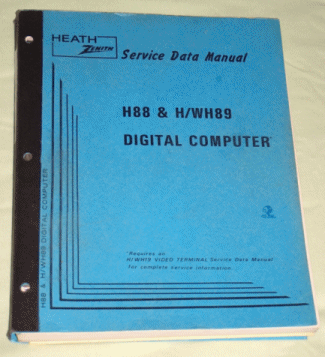 HEATH
ZENITH
Service Data Manual
H88 & H/WH89
DIGITAL COMPUTER
*Requires an
H/WH19 VIDEO TERMINAL Service Data Manual
for complete service information.
H88 & H/WH89 DIGITAL COMPUTER